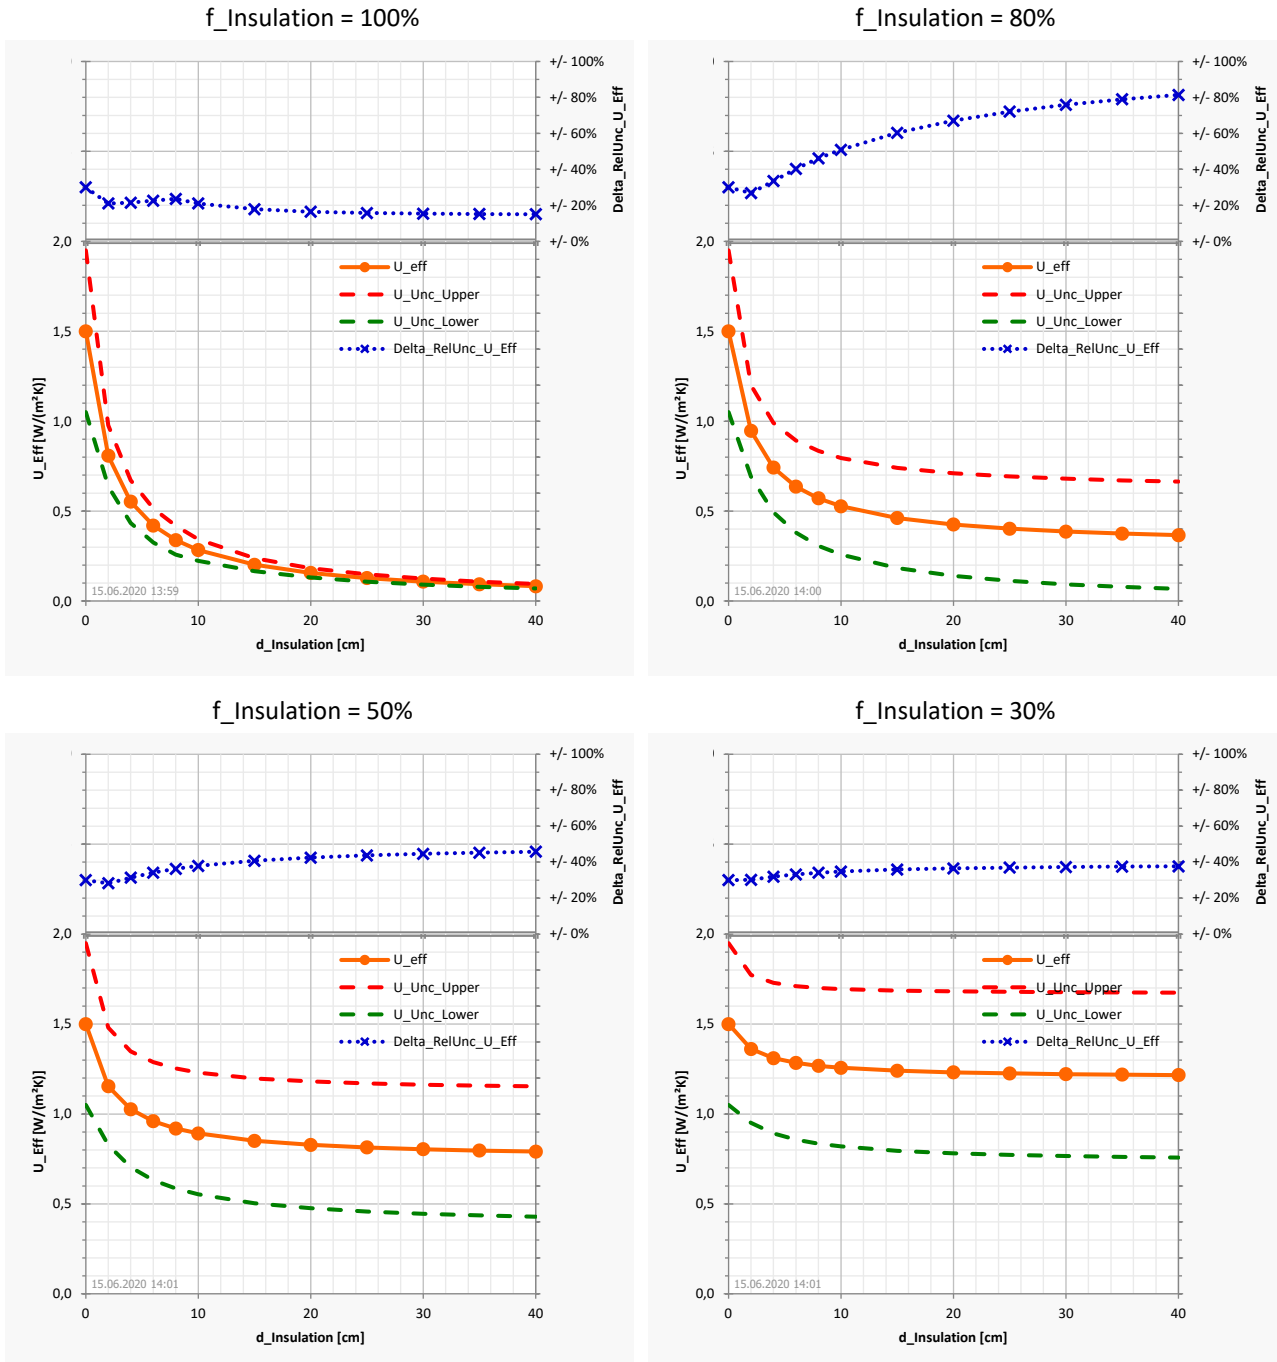 f_Insulation = 100%
+/- 100%
+/- 80%
+/- 60%
+/- 40%
+/- 20%
+/- 0%
Delta_RelUnc_U_Eff
2,0
1,5
1,0
0,5
0,0
U_Eff [W/(m²K)]
U_eff
U_Unc_Upper
U_Unc_Lower
Delta_RelUnc_U_Eff
15.06.2020 13:59
0 10 20 30 40
d_Insulation [cm]
f_Insulation = 80%
+/- 100%
+/- 80%
+/- 60%
+/- 40%
+/- 20%
+/- 0%
Delta_RelUnc_U_Eff
2,0
1,5
1,0
0,5
0,0
U_Eff [W/(m²K)]
U_eff
U_Unc_Upper
U_Unc_Lower
Delta_RelUnc_U_Eff
15.06.2020 14:00
0 10 20 30 40
d_Insulation [cm]
f_Insulation = 50%
+/- 100%
+/- 80%
+/- 60%
+/- 40%
+/- 20%
+/- 0%
Delta_RelUnc_U_Eff
2,0
1,5
1,0
0,5
0,0
U_Eff [W/(m²K)]
U_eff
U_Unc_Upper
U_Unc_Lower
Delta_RelUnc_U_Eff
15.06.2020 14:01
0 10 20 30 40
d_Insulation [cm]
f_Insulation = 30%
+/- 100%
+/- 80%
+/- 60%
+/- 40%
+/- 20%
+/- 0%
Delta_RelUnc_U_Eff
2,0
1,5
1,0
0,5
0,0
U_Eff [W/(m²K)]
U_eff
U_Unc_Upper
U_Unc_Lower
Delta_RelUnc_U_Eff
15.06.2020 14:01
0 10 20 30 40
d_Insulation [cm]